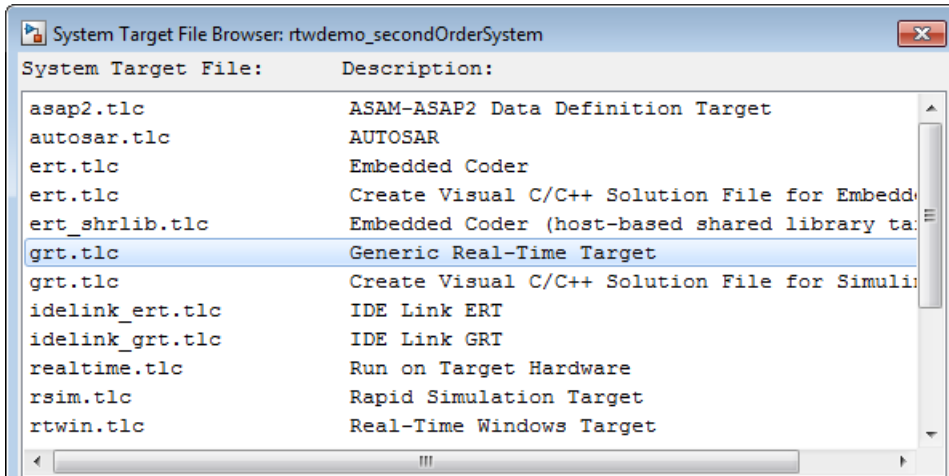 System Target File Browser: rtwdemo_secondOrderSystem
System Target File: Description:
asap2.tlc ASAM-ASAP2 Data Definition Target
autosar.tlc AUTOSAR
ert.tlc Embedded Coder
ert.tlc Create Visual C/C++ Solution File for Embedd
ert_shrlib.tlc Embedded Coder (host-based shared library ta
grt.tlc Generic Real-Time Target
grt.tlc Create Visual C/C++ Solution File for Simuli
idelink_ert.tlc IDE Link ERT
idelink_grt.tlc IDE Link GRT
realtime.tlc Run on Target Hardware
rsim.tlc Rapid Simulation Target
rtwin.tlc Real-Time Windows Target